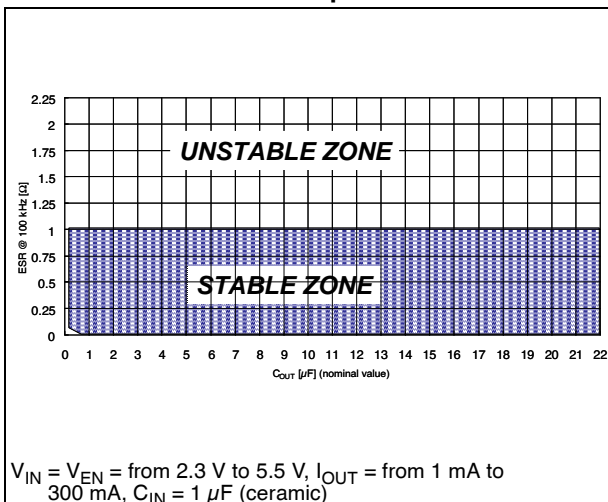 2.25
2
1.75
1.5
1.25
1
0.75
0.5
0.25
0
ESR @ 100 kHz [Ω]
UNSTABLE ZONE
STABLE ZONE
0 1 2 3 4 5 6 7 8 9 10 11 12 13 14 15 16 17 18 19 20 21 22
COUT [µF] (nominal value)
VIN = VEN = from 2.3 V to 5.5 V, IOUT = from 1 mA to
300 mA, CIN = 1 µF (ceramic)